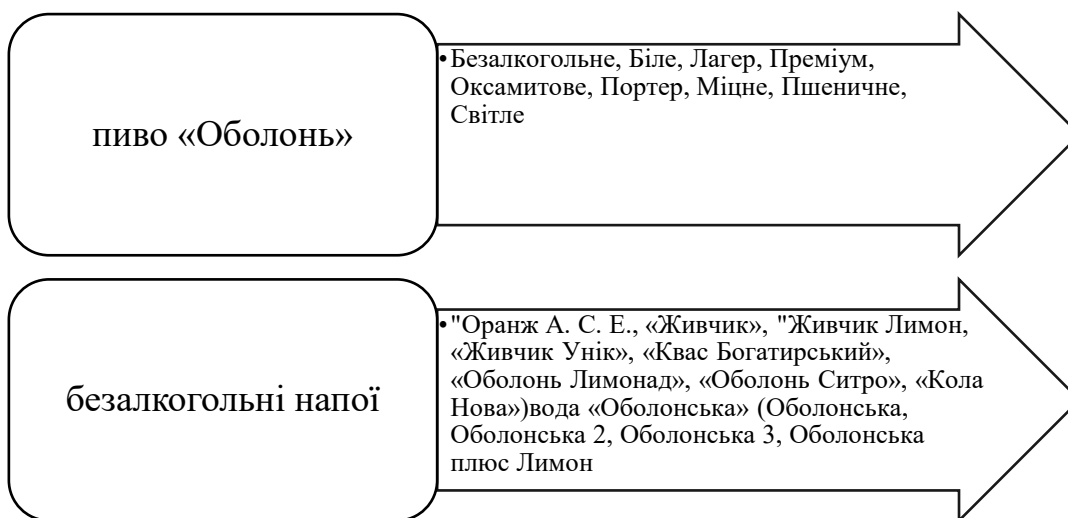 пиво «Оболонь»
•Безалкогольне, Біле, Лагер, Преміум,
Оксамитове, Портер, Міцне, Пшеничне,
Світле
безалкогольні напої
•"Оранж А. С. Е., «Живчик», "Живчик Лимон,
«Живчик Унік», «Квас Богатирський»,
«Оболонь Лимонад», «Оболонь Ситро», «Кола
Нова»)вода «Оболонська» (Оболонська,
Оболонська 2, Оболонська 3, Оболонська
плюс Лимон